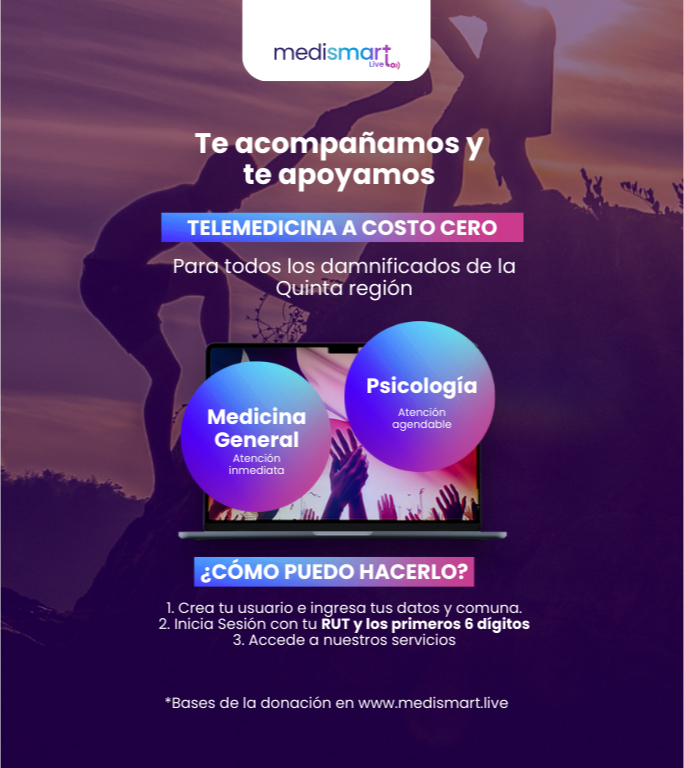 medismart
Live
Te acompañamos y
te apoyamos
TELEMEDICINA A COSTO CERO
Para todos los damnificados de la
Quinta región
Psicología
Atención
agendable
Medicina
General
Atención
inmediata
¿CÓMO PUEDO HACERLO?
1. Crea tu usuario e ingresa tus datos y comuna.
2. Inicia Sesión con tu RUT y los primeros 6 dígitos
3. Accede a nuestros servicios
*Bases de la donación en www.medismart.live